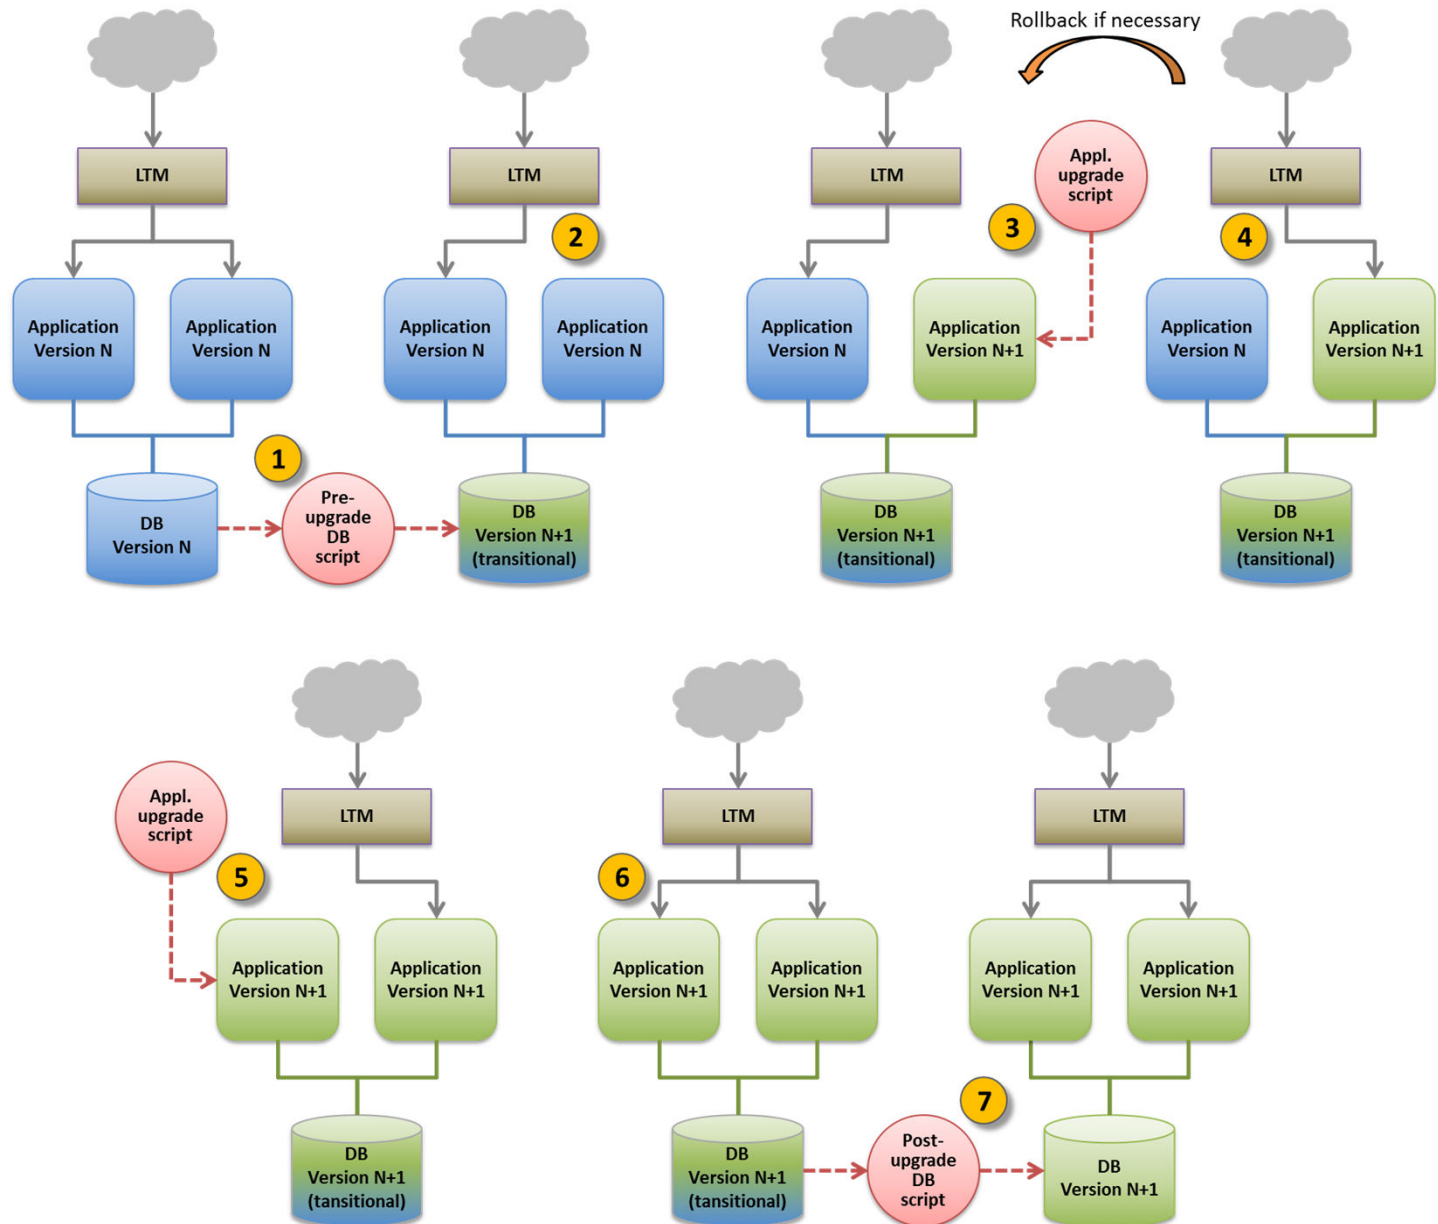 Rollback if necessary
LTM
LTM
LTM
Appl.
upgrade
script
LTM
2
3
4
Application
Version N
Application
Version N
Application
Version N
Application
Version N
Application
Version N
Application
Version N+1
Application
Version N
Application
Version N+1
1
DB
Version N
Pre-
upgrade
DB
script
DB
Version N+1
(transitional)
DB
Version N+1
(tansitional)
DB
Version N+1
(tansitional)
Appl.
upgrade
script
LTM
LTM
LTM
5
6
Application
Version N+1
Application
Version N+1
Application
Version N+1
Application
Version N+1
Application
Version N+1
Application
Version N+1
7
DB
Version N+1
(tansitional)
DB
Version N+1
(tansitional)
Post-
upgrade
DB
script
DB
Version N+1